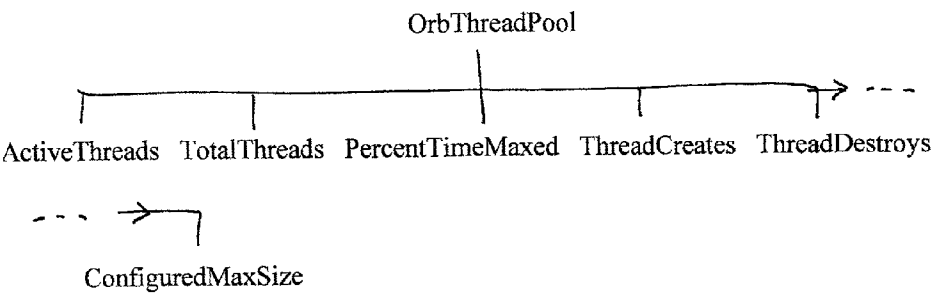 OrbThreadPool
ActiveThreads TotalThreads PercentTimeMaxed ThreadCreates ThreadDestroys
ConfiguredMaxSize